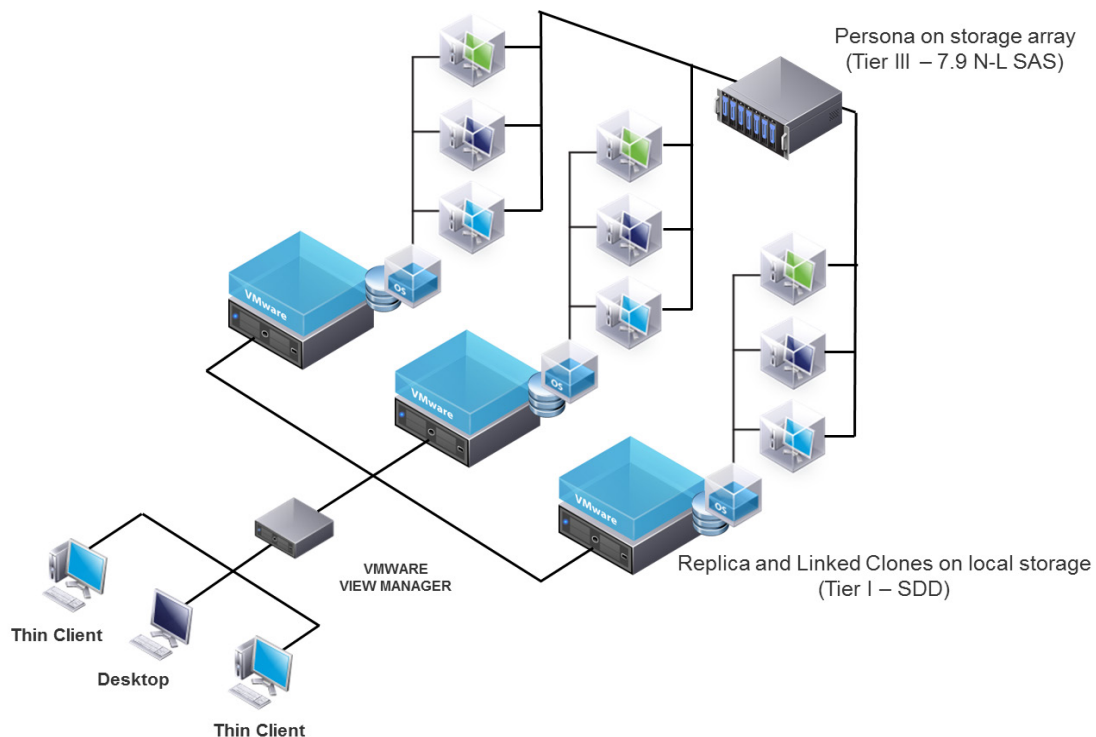 Persona on storage array
(Tier III – 7.9 N-L SAS)
OS
VMware
OS
VMware
OS
VMware
Replica and Linked Clones on local storage
(Tier I – SDD)
VMWARE
VIEW MANAGER
Thin Client
Desktop
Thin Client